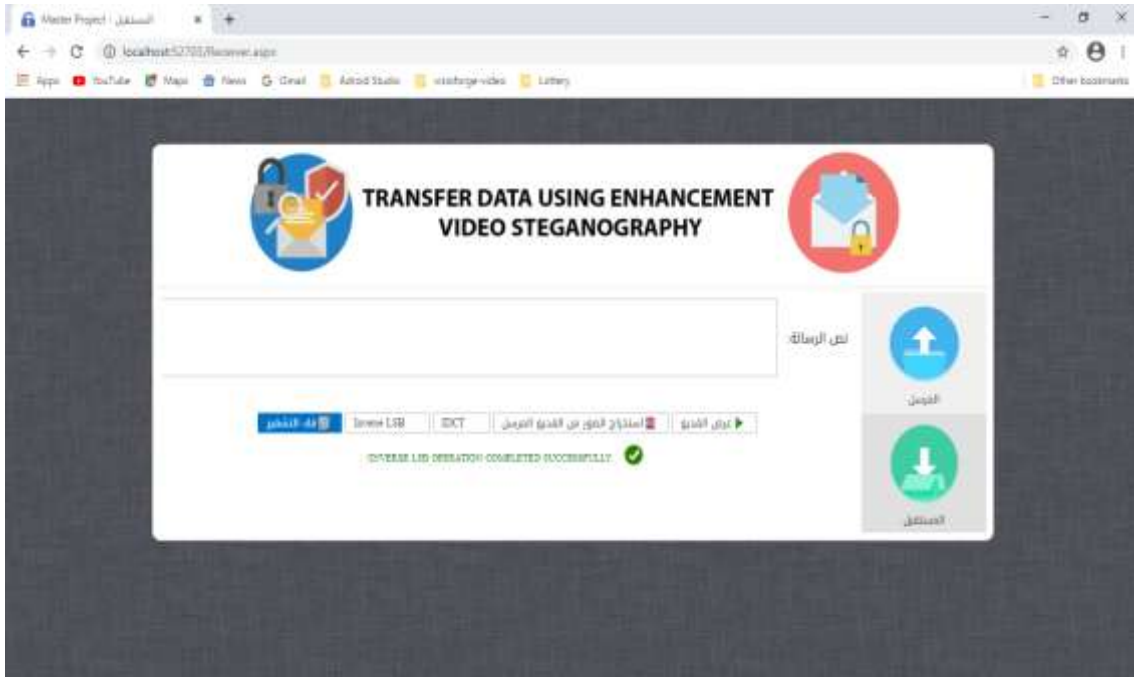 Master Project : المستقبل
localhost:52703/Receiver.aspx
Apps YouTube Maps News G Gmail Adroid Studio visioforge-video Lottery Other bookmarks
TRANSFER DATA USING ENHANCEMENT
VIDEO STEGANOGRAPHY
نص الرسالة:
المرسل
عرض الفديو استخراج الصور من الفديو المرسل IDCT Inverse LSB فك التشفير
INVERSE LSB OPERATION COMPLETED SUCCESSFULLY
المستقبل